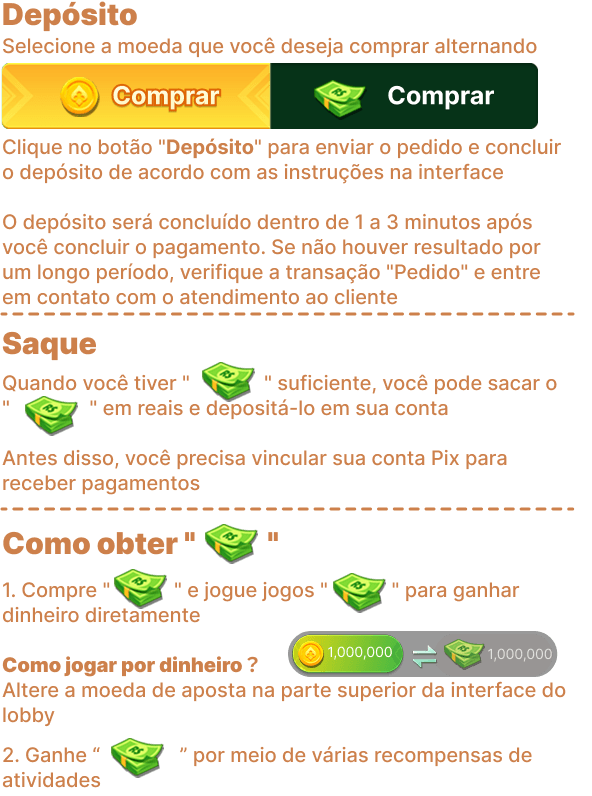 Depósito
Selecione a moeda que você deseja comprar alternando
Comprar Comprar
Clique no botão "Depósito" para enviar o pedido e concluir
o depósito de acordo com as instruções na interface
O depósito será concluído dentro de 1 a 3 minutos após
você concluir o pagamento. Se não houver resultado por
um longo período, verifique a transação "Pedido" e entre
em contato com o atendimento ao cliente
Saque
Quando você tiver " R$ " suficiente, você pode sacar o
" R$ " em reais e depositá-lo em sua conta
Antes disso, você precisa vincular sua conta Pix para
receber pagamentos
Como obter " R$ "
1. Compre " R$ " e jogue jogos " R$ " para ganhar
dinheiro diretamente
1,000,000 1,000,000
Como jogar por dinheiro？
Altere a moeda de aposta na parte superior da interface do
lobby
2. Ganhe “ R$ ” por meio de várias recompensas de
atividades